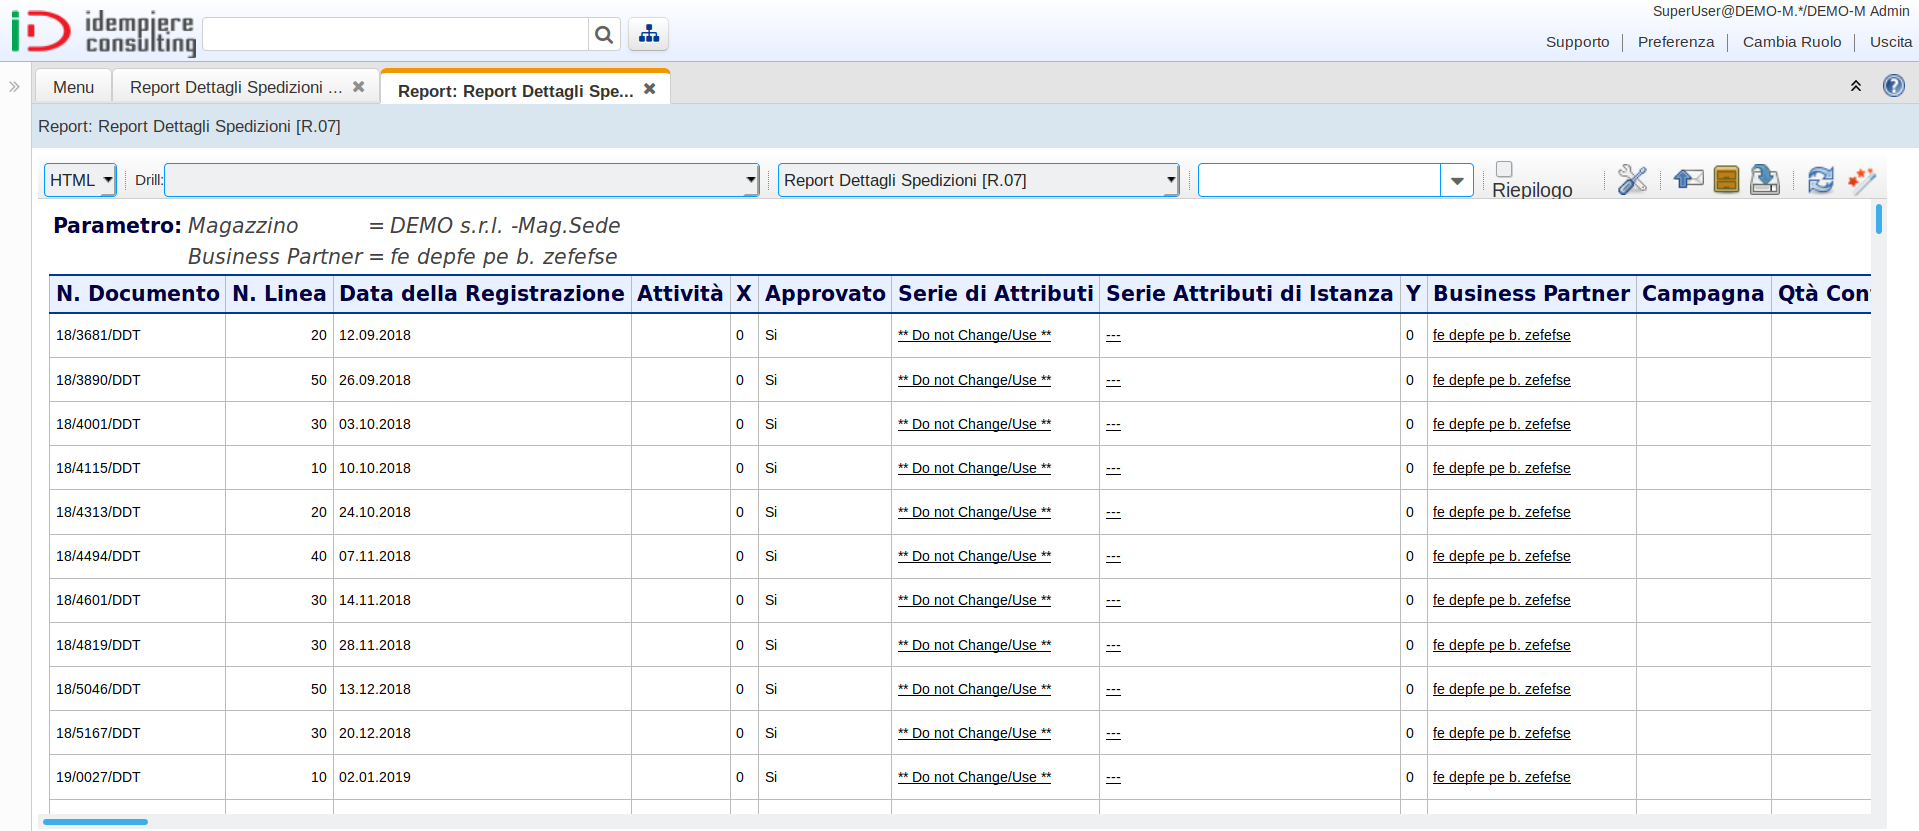 idempiere
consulting
SuperUser@DEMO-M.*/DEMO-M Admin
Supporto Preferenza Cambia Ruolo Uscita
Menu Report Dettagli Spedizioni ... Report: Report Dettagli Spe...
Report: Report Dettagli Spedizioni [R.07]
HTML Drill: Report Dettagli Spedizioni [R.07] Riepilogo
Parametro: Magazzino = DEMO s.r.l. -Mag.Sede
Business Partner = fe depfe pe b. zefefse
N. Documento N. Linea Data della Registrazione Attività X Approvato Serie di Attributi Serie Attributi di Istanza Y Business Partner Campagna Qtà Con
18/3681/DDT 20 12.09.2018 0 Si ** Do not Change/Use ** --- 0 fe depfe pe b. zefefse
18/3890/DDT 50 26.09.2018 0 Si ** Do not Change/Use ** --- 0 fe depfe pe b. zefefse
18/4001/DDT 30 03.10.2018 0 Si ** Do not Change/Use ** --- 0 fe depfe pe b. zefefse
18/4115/DDT 10 10.10.2018 0 Si ** Do not Change/Use ** --- 0 fe depfe pe b. zefefse
18/4313/DDT 20 24.10.2018 0 Si ** Do not Change/Use ** --- 0 fe depfe pe b. zefefse
18/4494/DDT 40 07.11.2018 0 Si ** Do not Change/Use ** --- 0 fe depfe pe b. zefefse
18/4601/DDT 30 14.11.2018 0 Si ** Do not Change/Use ** --- 0 fe depfe pe b. zefefse
18/4819/DDT 30 28.11.2018 0 Si ** Do not Change/Use ** --- 0 fe depfe pe b. zefefse
18/5046/DDT 50 13.12.2018 0 Si ** Do not Change/Use ** --- 0 fe depfe pe b. zefefse
18/5167/DDT 30 20.12.2018 0 Si ** Do not Change/Use ** --- 0 fe depfe pe b. zefefse
19/0027/DDT 10 02.01.2019 0 Si ** Do not Change/Use ** --- 0 fe depfe pe b. zefefse